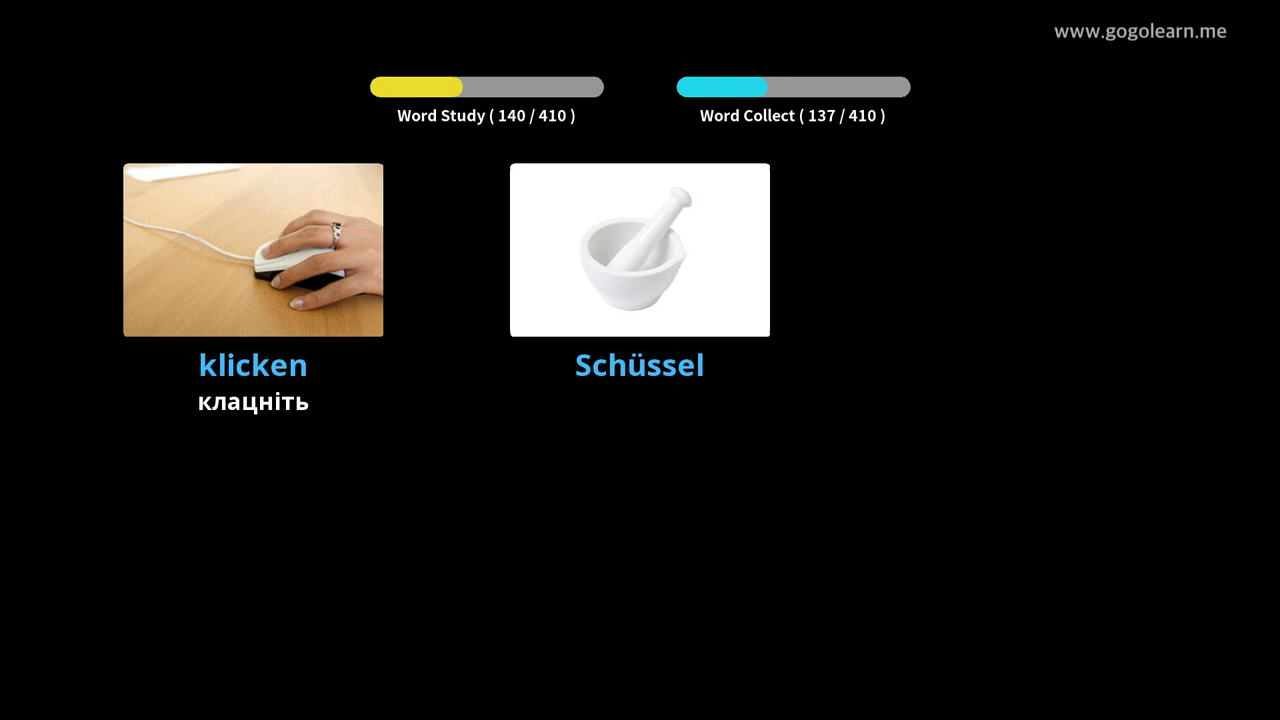 www.gogolearn.me
Word Study ( 140 / 410 )
Word Collect ( 137 / 410 )
klicken
клацніть
Schüssel